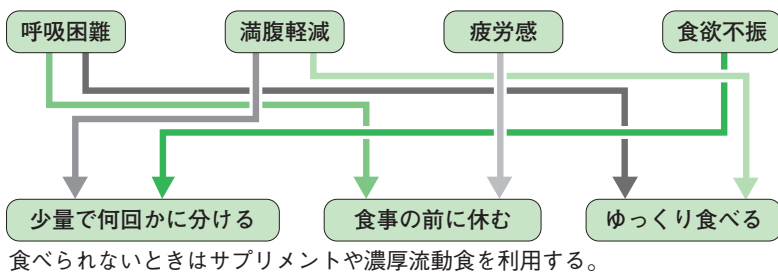 呼吸困難 満腹軽減 疲労感 食欲不振
少量で何回かに分ける 食事の前に休む ゆっくり食べる
食べられないときはサプリメントや濃厚流動食を利用する。